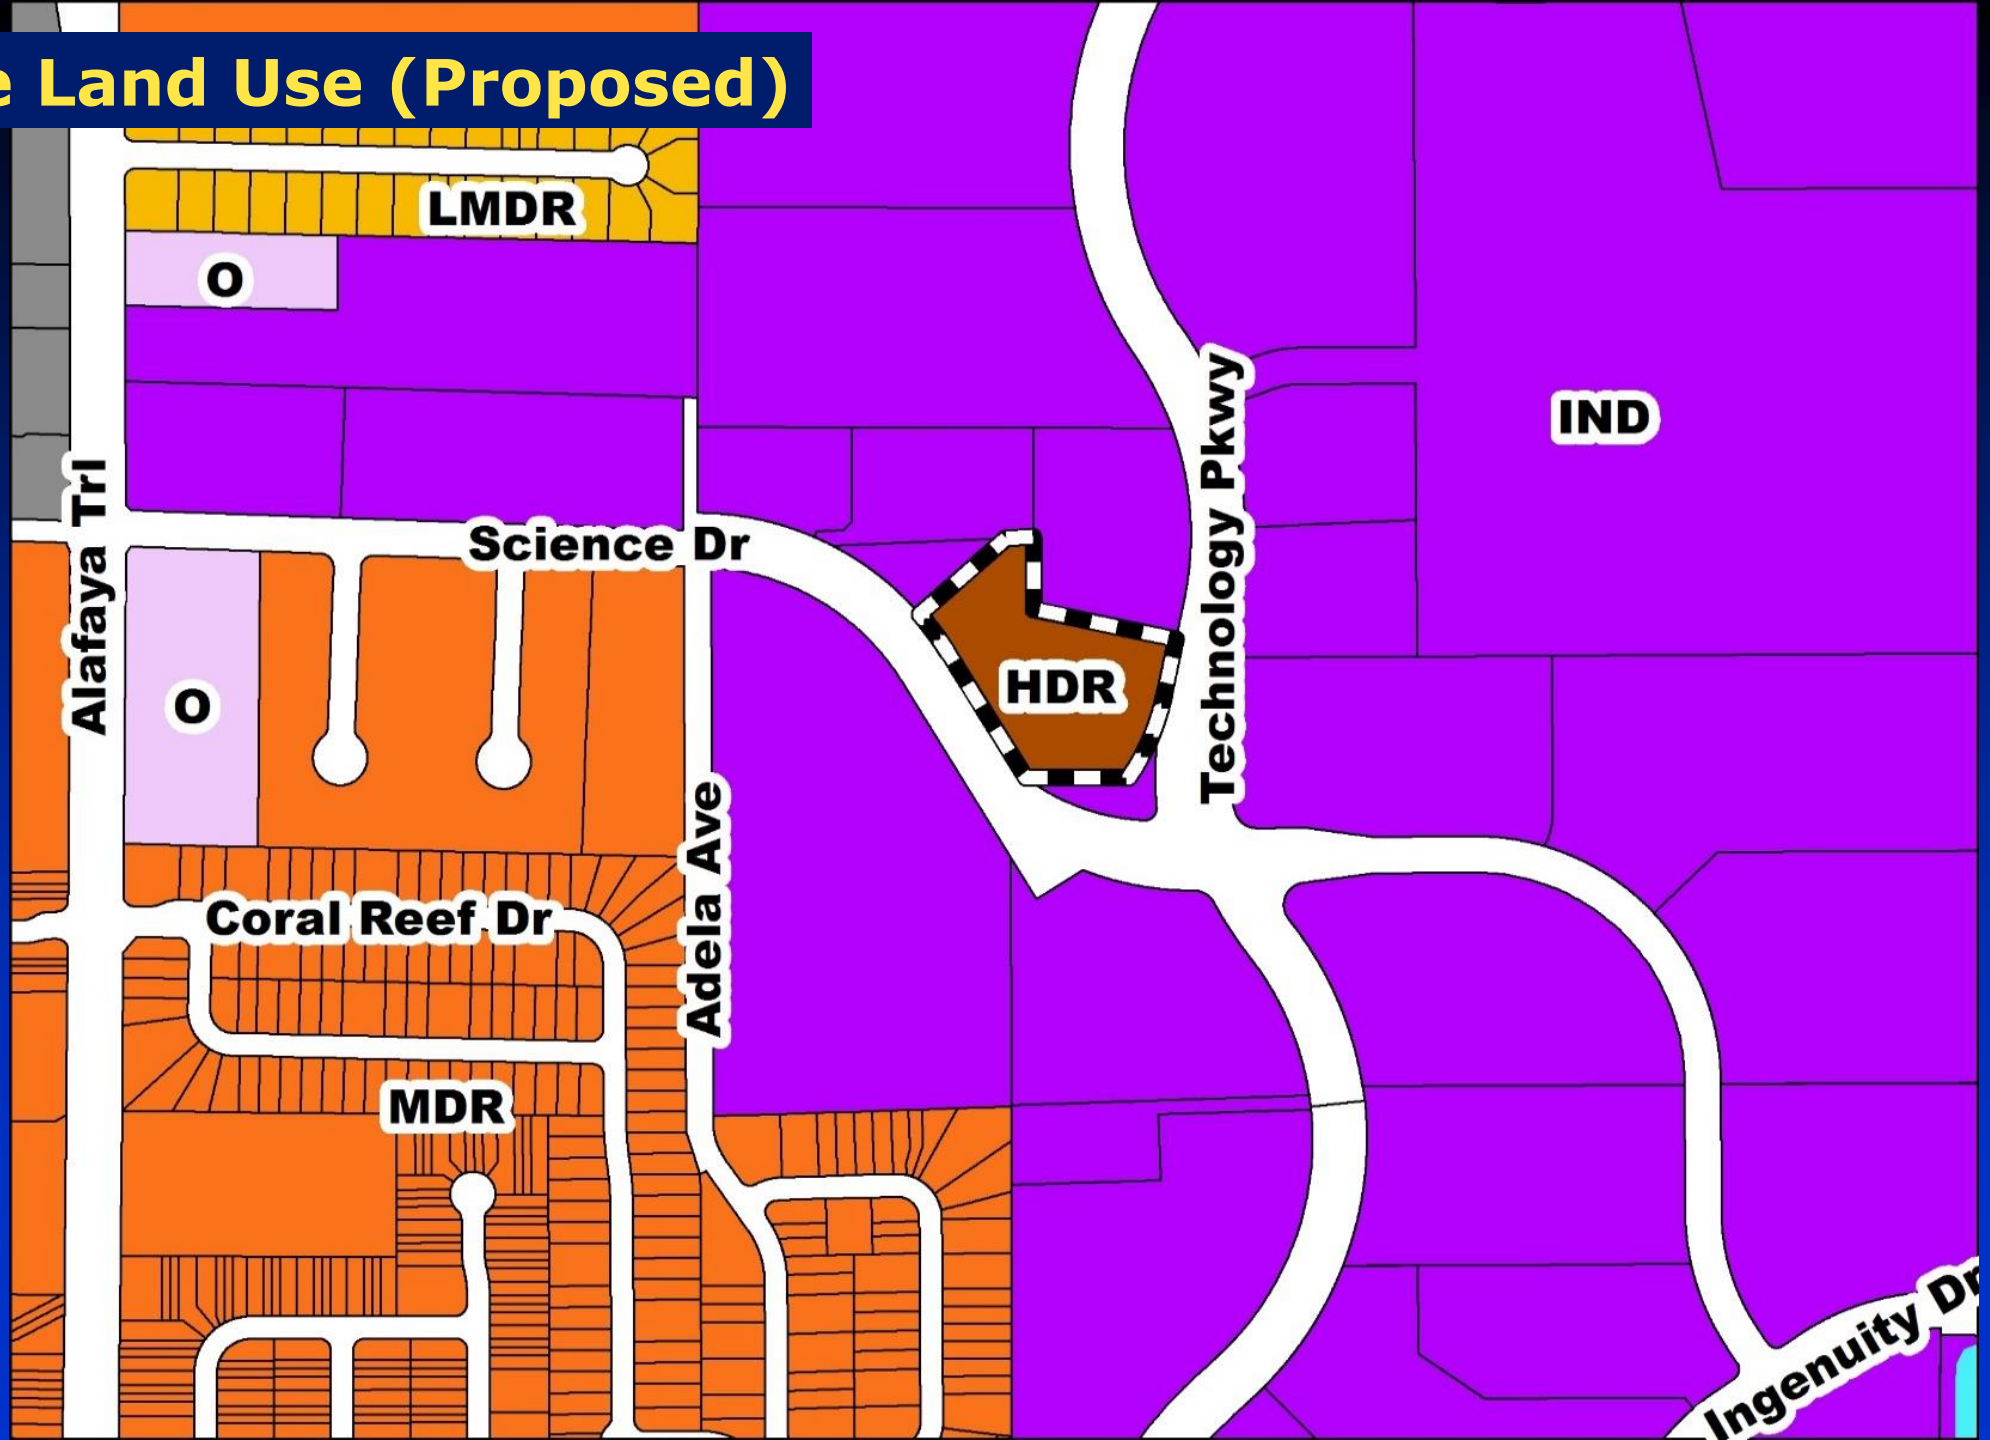 Land Use (Proposed)
LMDR
O
IND
Technology Pkwy
Alafaya Trl
Science Dr
HDR
O
Adela Ave
Coral Reef Dr
MDR
Ingenuity Dr